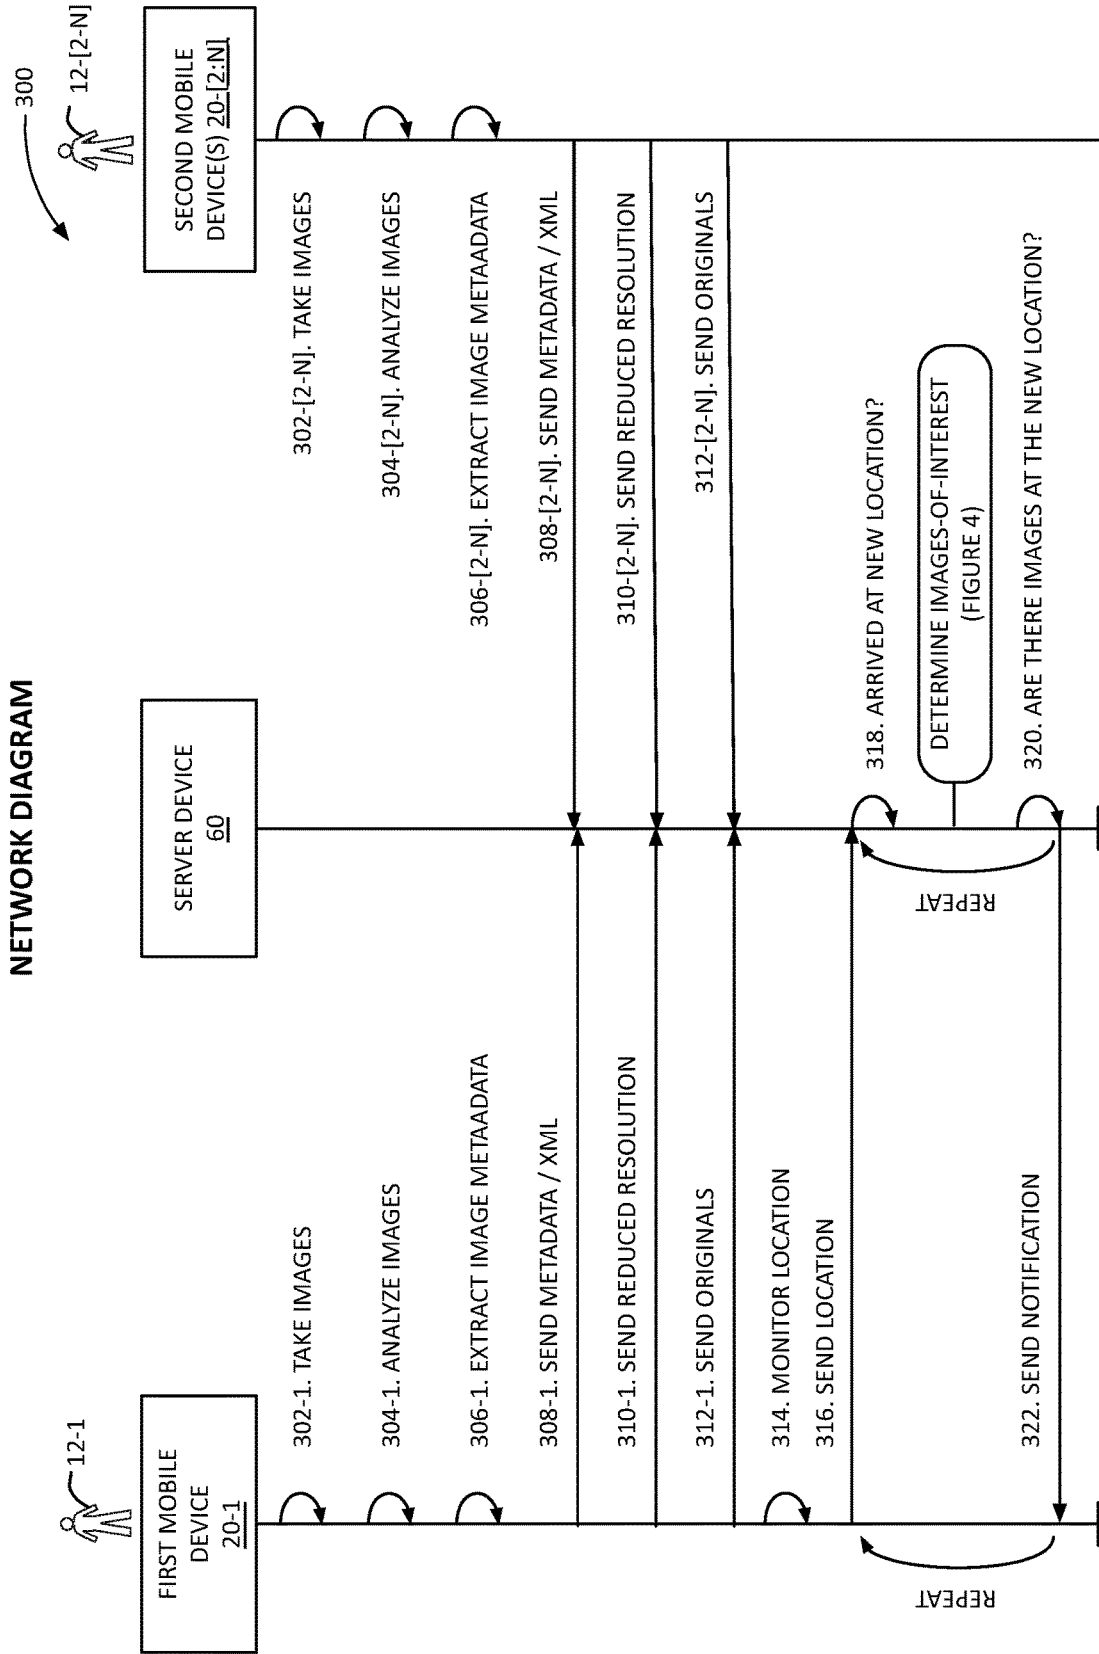 NETWORK DIAGRAM
300
12-1
12-[2-N]
FIRST MOBILE
DEVICE
20-1
SERVER DEVICE
60
SECOND MOBILE
DEVICE(S) 20-[2:N]
302-1. TAKE IMAGES
302-[2-N]. TAKE IMAGES
304-1. ANALYZE IMAGES
304-[2-N]. ANALYZE IMAGES
306-1. EXTRACT IMAGE METAADATA
306-[2-N]. EXTRACT IMAGE METAADATA
308-1. SEND METADATA / XML
308-[2-N]. SEND METADATA / XML
310-1. SEND REDUCED RESOLUTION
310-[2-N]. SEND REDUCED RESOLUTION
312-1. SEND ORIGINALS
312-[2-N]. SEND ORIGINALS
314. MONITOR LOCATION
316. SEND LOCATION
318. ARRIVED AT NEW LOCATION?
REPEAT
REPEAT
DETERMINE IMAGES-OF-INTEREST
(FIGURE 4)
320. ARE THERE IMAGES AT THE NEW LOCATION?
322. SEND NOTIFICATION